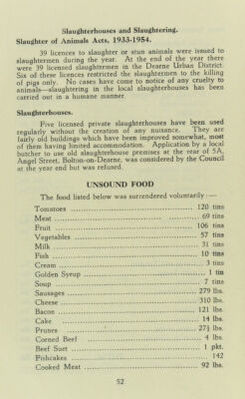 Slaughterhouses and Slaughtering.
Slaughter of Animals Acts, 1933-1954.
39 licences to slaughter or stun animals were issued to
slaughtermen during the year. At the end of the year there
were 39 licensed slaughtermen in the Dearne Urban District.
Six of these licences restricted the slaughtermen to the killing
of pigs only. No cases have come to notice of any cruelty to
animals—slaughtering in the local slaughterhouses has been
carried out in a humane manner.
Slaughterhouses.
Five licensed private slaughterhouses have been used
regularly without the creation of any nuisance. They are
fairly old buildings which have been improved somewhat, most
of them having limited accommodation. Application by a local
butcher to use old slaughterhouse premises at the rear of 5A,
Angel Street, Bolton-on-Dearne, was considered by the Council
at the year end but was refused.
UNSOUND FOOD
The food listed below was surrendered voluntarily :—
Tomatoes ... 120 tins
Meat ... 69 tins
Fruit ... 106 tins
Vegetables ... 57 tins
Milk ... 31 tins
Fish ... 10 tins
Cream ... 3 tins
Golden Syrup ... 1 tin
Soup ... 7 tins
Sausages ... 279 lbs.
Cheese ... 310 lbs.
Bacon ... 121 lbs.
Cake ... 14 lbs.
Prunes ... 27½ lbs.
Corned Beef ... 4 lbs.
Beef Suet ... 1 pkt.
Fishcakes ... 142
Cooked Meat ... 92 lbs.
52